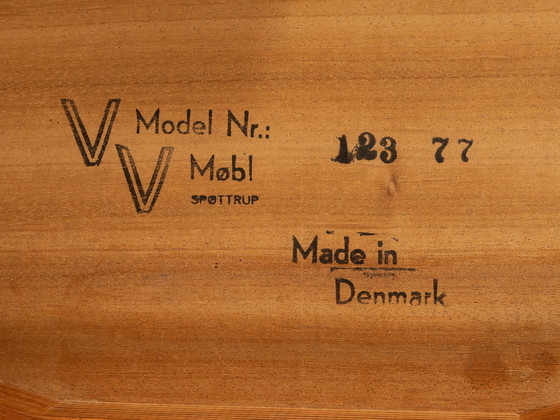 VV Model Nr.: 123 77
Møbl
SPØTTRUP
Made in
Denmark